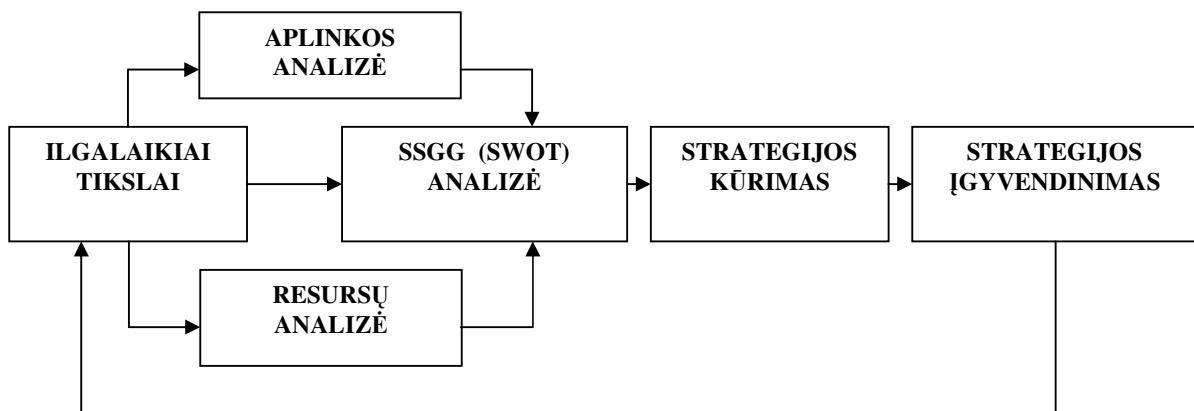 APLINKOS
ANALIZĖ
ILGALAIKIAI
TIKSLAI
SSGG (SWOT)
ANALIZĖ
STRATEGIJOS
KŪRIMAS
STRATEGIJOS
ĮGYVENDINIMAS
RESURSŲ
ANALIZĖ